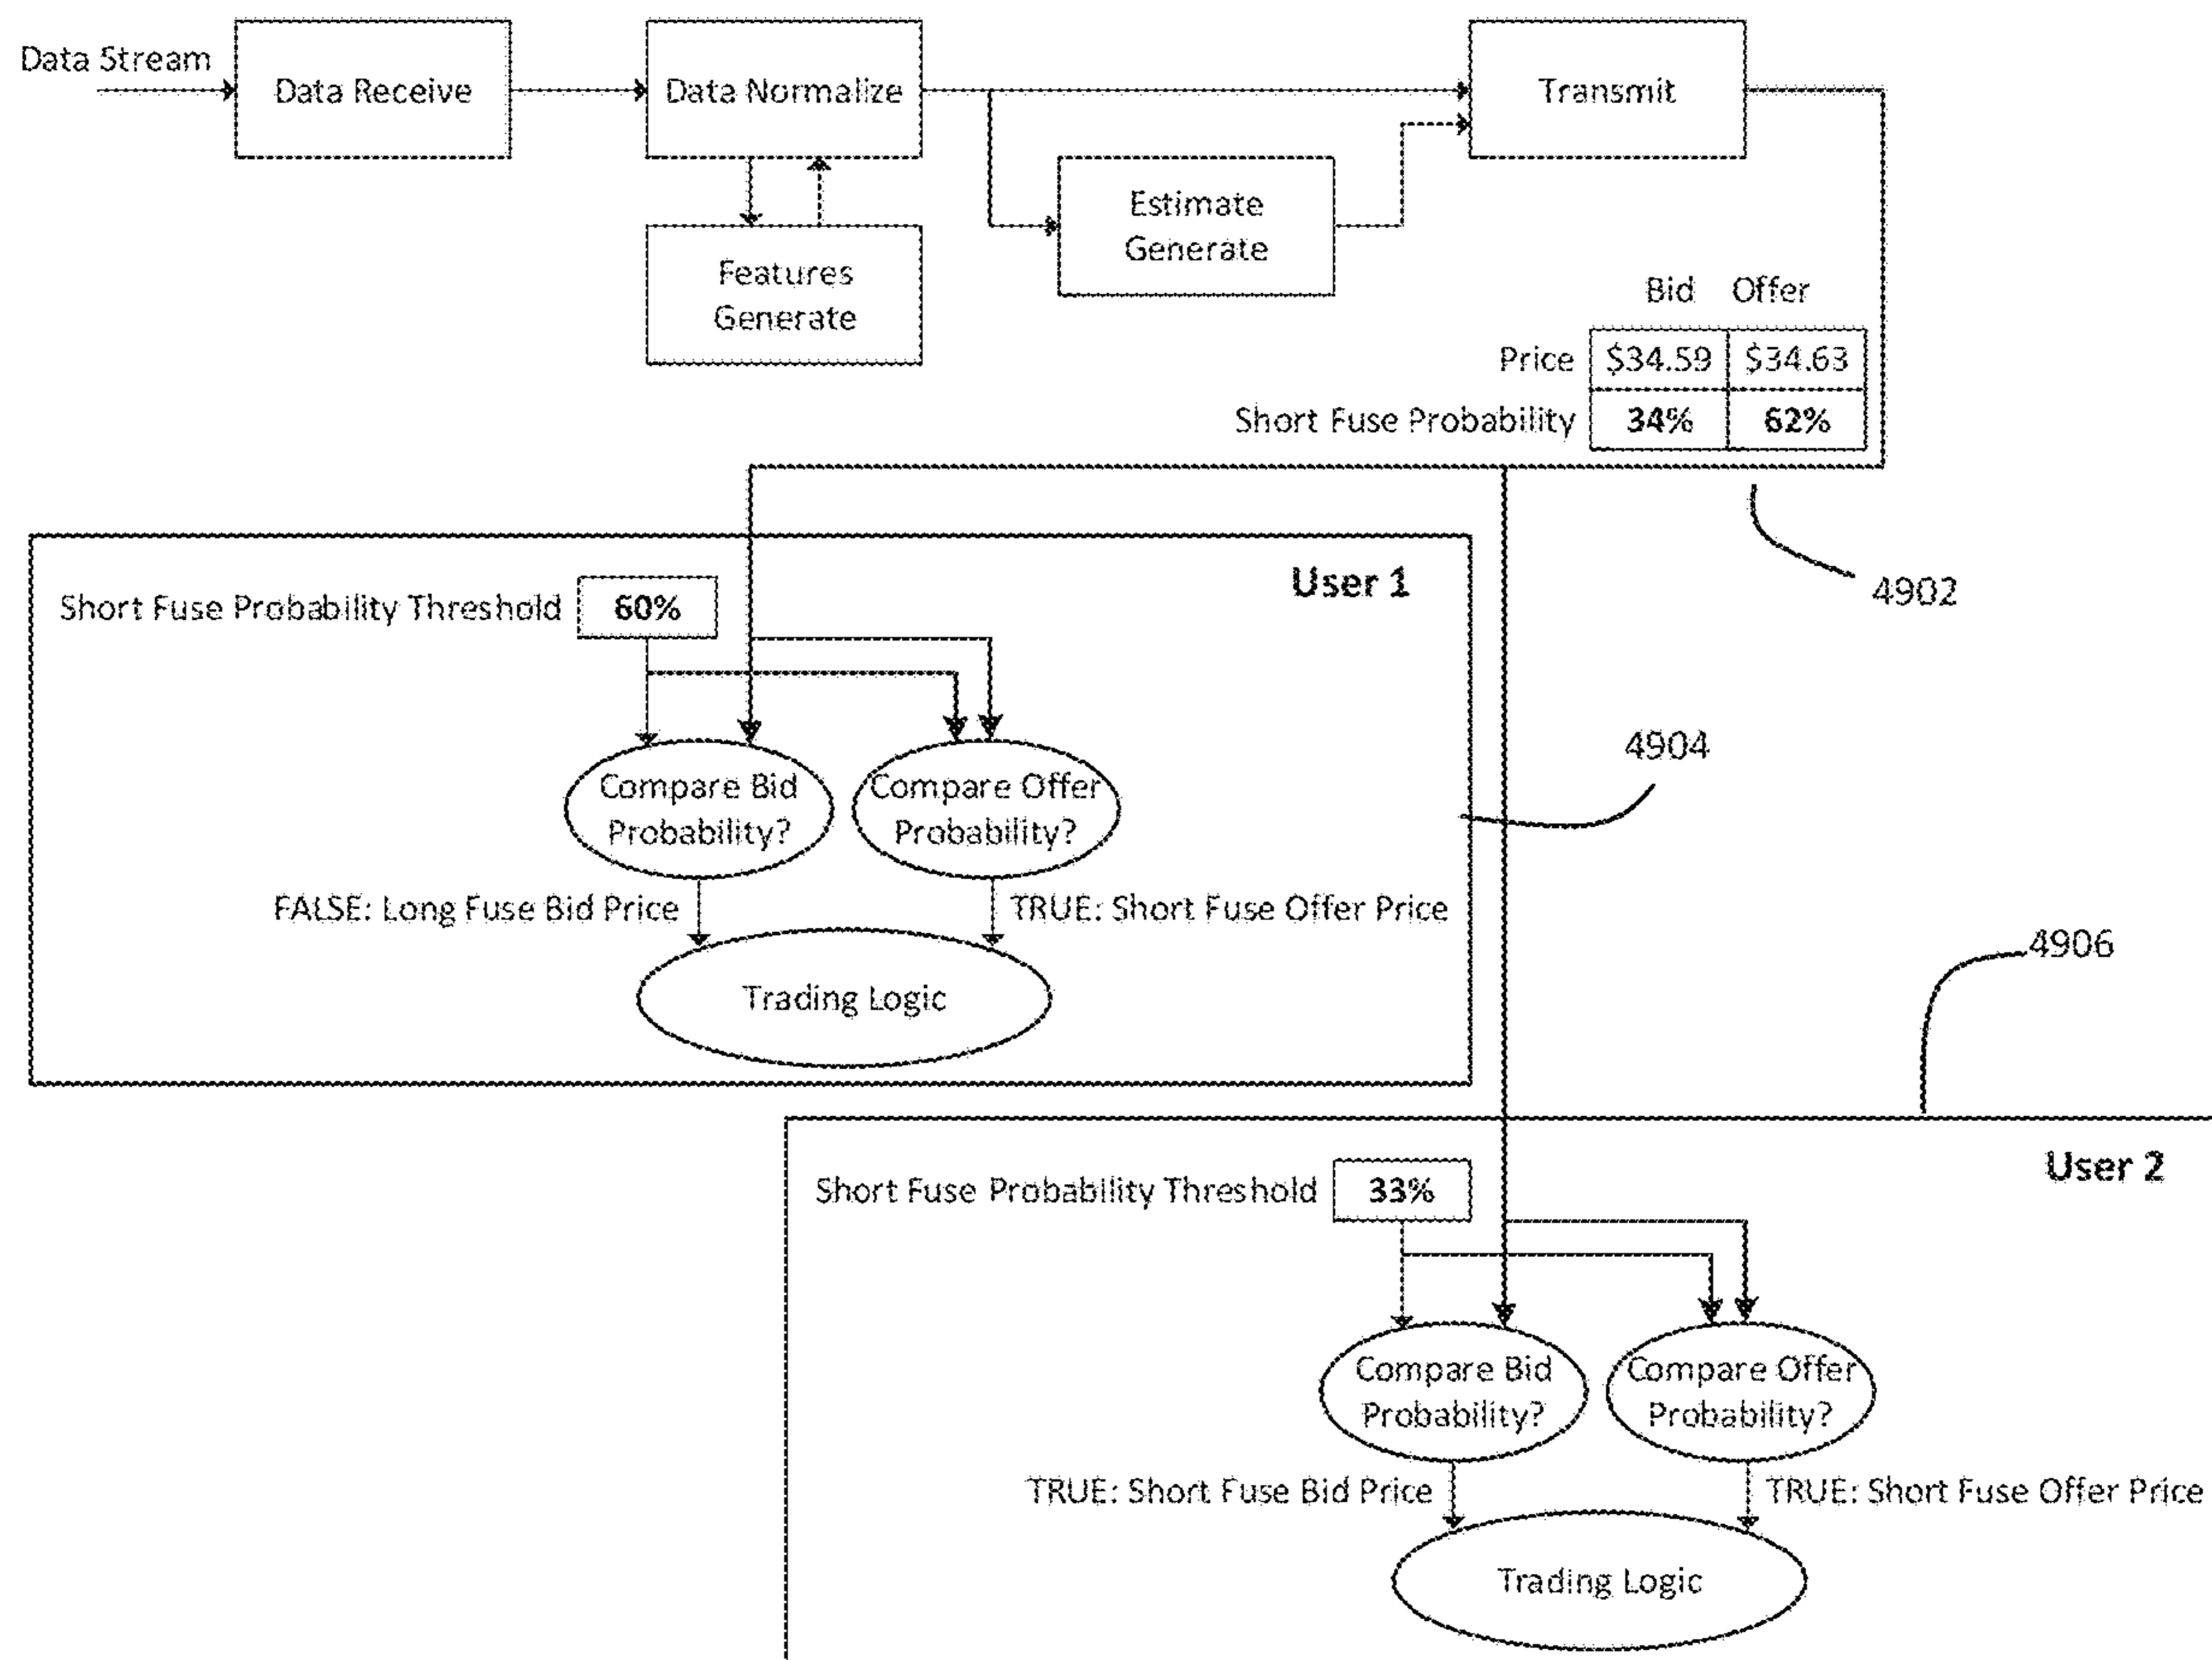 Data Stream
Data Receive
Data Normalize
Transmit
Features
Generate
Estimate
Generate
Bid Offer
Price $34.59 $34.63
Short Fuse Probability 34% 62%
4902
User 1
Short Fuse Probability Threshold 60%
Compare Bid
Probability?
Compare Offer
Probability?
FALSE: Long Fuse Bid Price
TRUE: Short Fuse Offer Price
Trading Logic
4904
4906
User 2
Short Fuse Probability Threshold 33%
Compare Bid
Probability?
Compare Offer
Probability?
TRUE: Short Fuse Bid Price
TRUE: Short Fuse Offer Price
Trading Logic